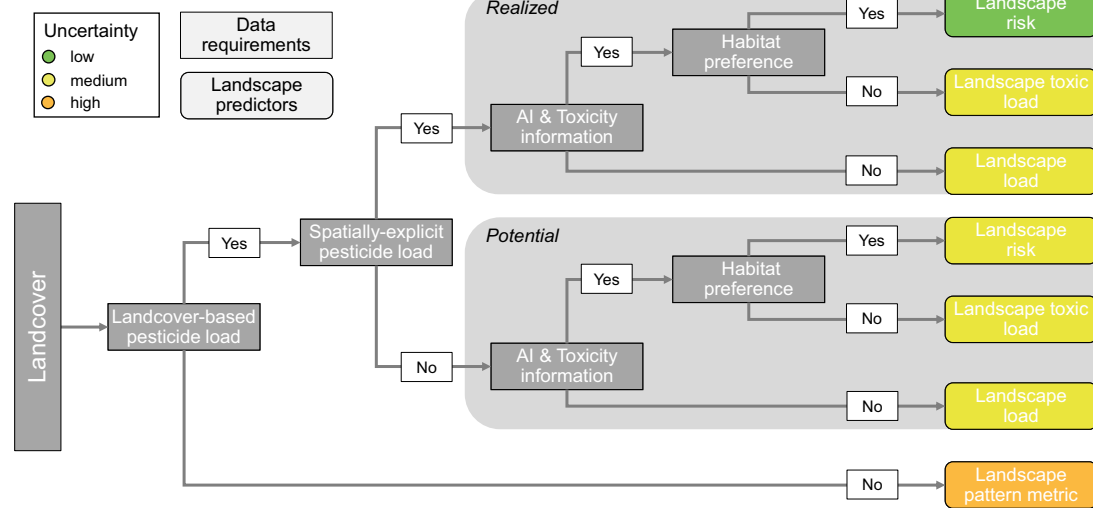 Uncertainty
low
medium
high
Data
requirements
Landscape
predictors
Realized
Yes
Landscape
risk
Yes
Habitat
preference
No
Landscape toxic
load
Yes
AI & Toxicity
information
No
Landscape
load
Landcover
Yes
Spatially-explicit
pesticide load
Landcover-based
pesticide load
Potential
Yes
Landscape
risk
Yes
Habitat
preference
No
Landscape toxic
load
No
AI & Toxicity
information
No
Landscape
load
No
Landscape
pattern metric